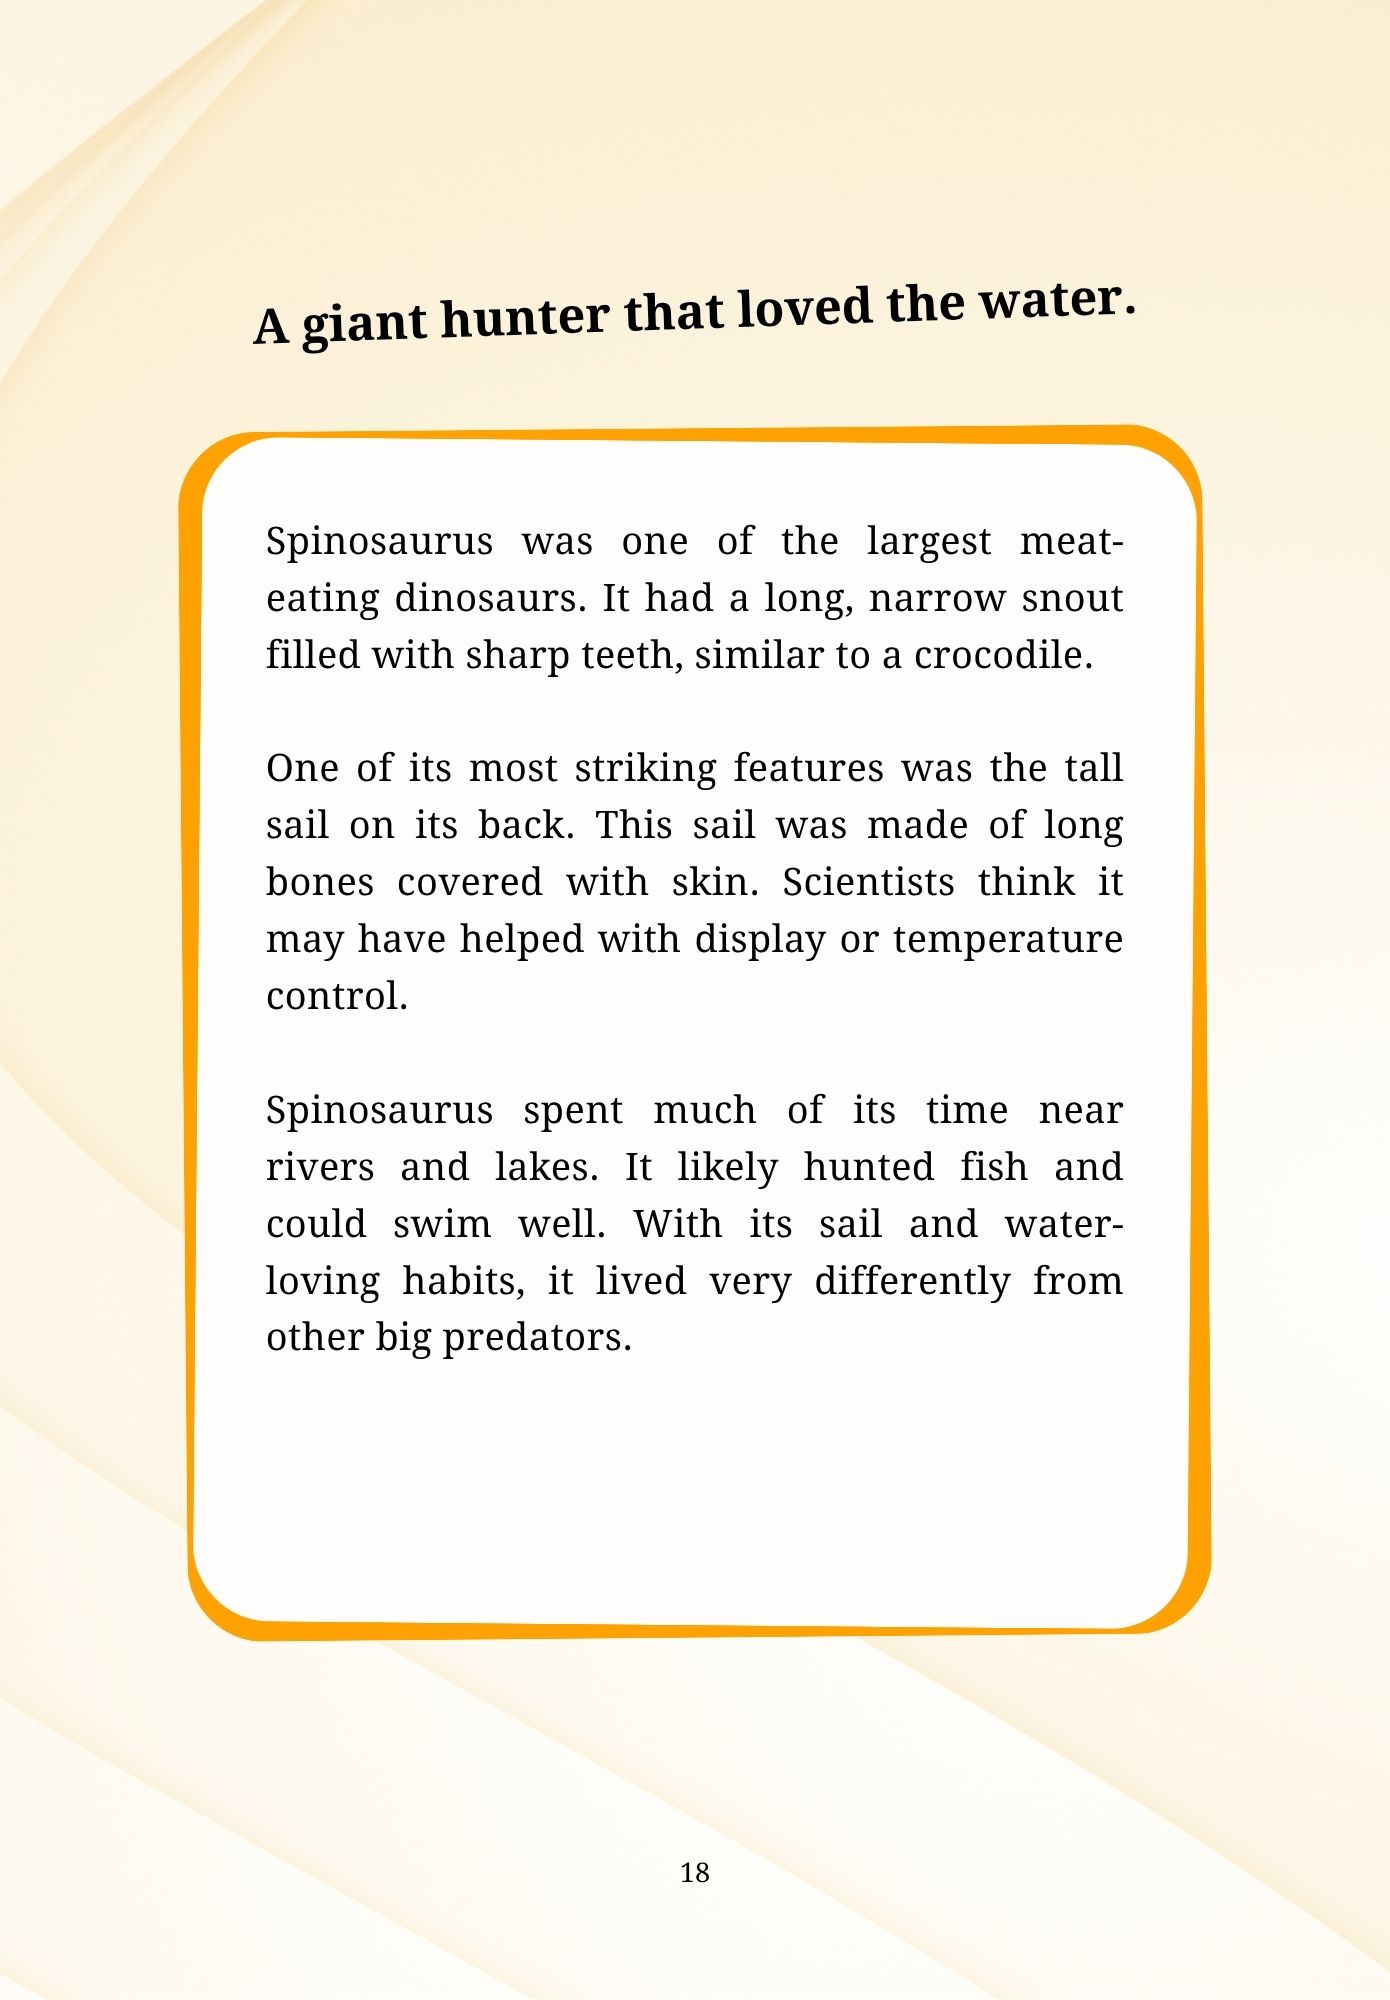 A giant hunter that loved the water.
Spinosaurus was one of the largest meat-
eating dinosaurs. It had a long, narrow snout
filled with sharp teeth, similar to a crocodile.
One of its most striking features was the tall
sail on its back. This sail was made of long
bones covered with skin. Scientists think it
may have helped with display or temperature
control.
Spinosaurus spent much of its time near
rivers and lakes. It likely hunted fish and
could swim well. With its sail and water-
loving habits, it lived very differently from
other big predators.
18